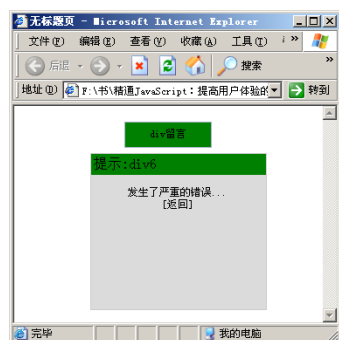 无标题页 - Microsoft Internet Explorer
文件(F) 编辑(E) 查看(V) 收藏(A) 工具(T) »
后退 搜索 »
地址(D) F:\书\精通JavaScript：提高用户体验的 转到
div留言
提示:div6
发生了严重的错误...
[返回]
完毕 我的电脑